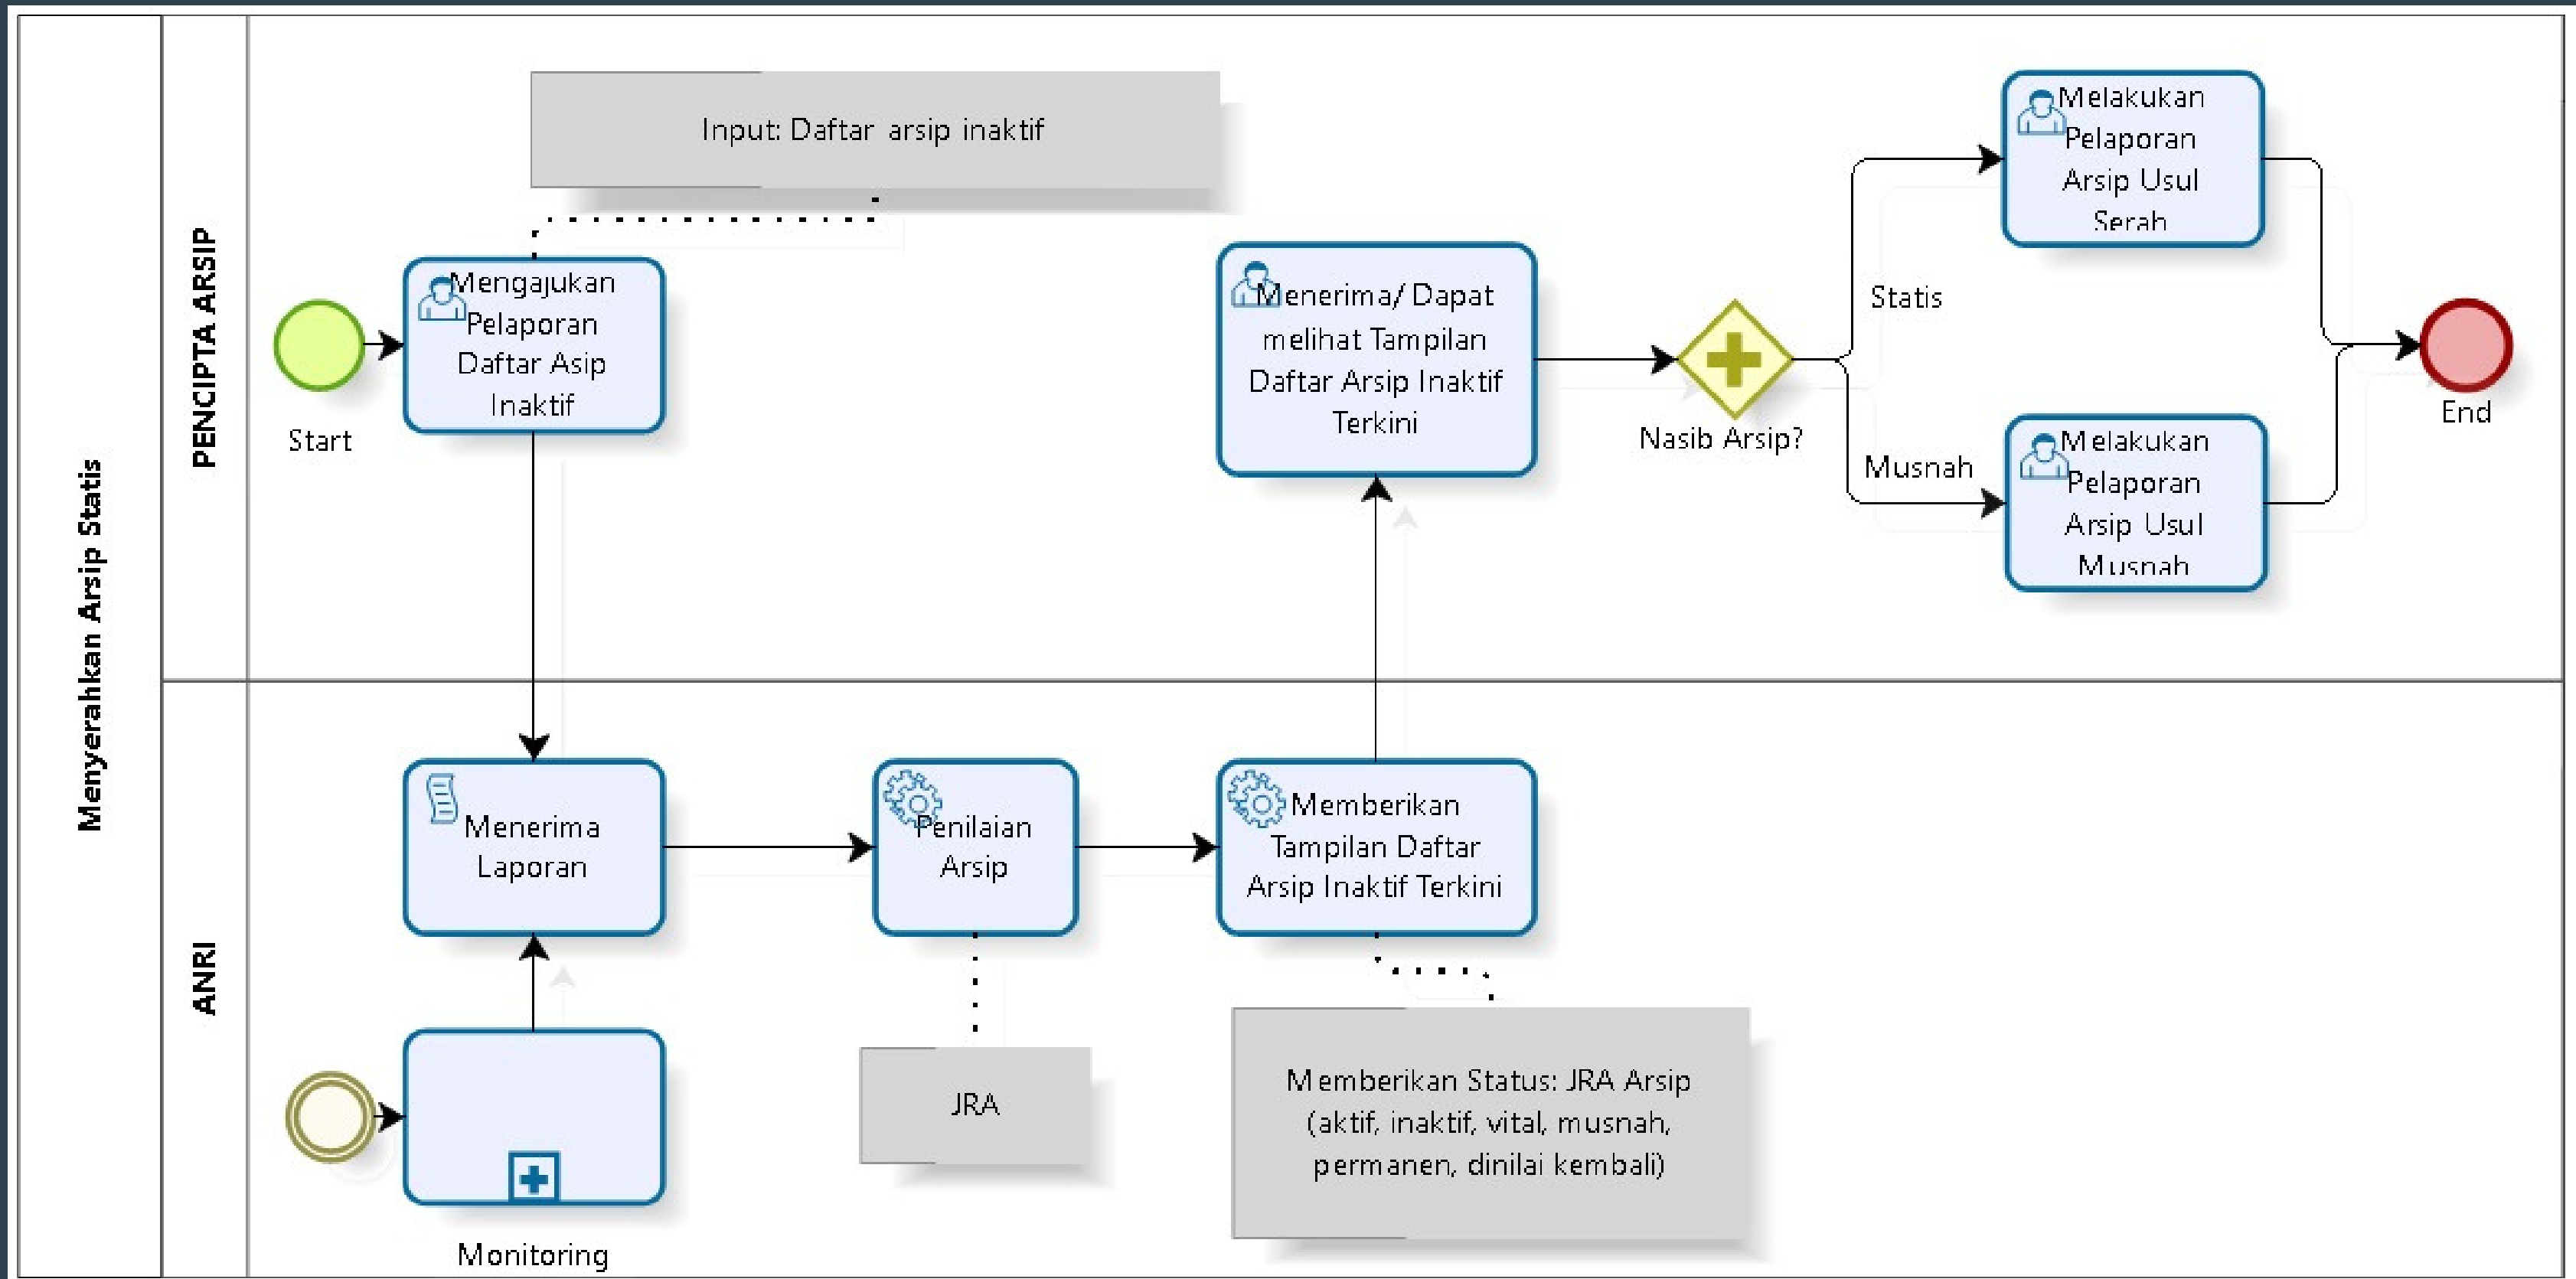 Menyerahkan Arsip Statis
PENCIPTA ARSIP
Input: Daftar arsip inaktif
Start
Mengajukan
Pelaporan
Daftar Asip
Inaktif
Menerima/ Dapat
melihat Tampilan
Daftar Arsip Inaktif
Terkini
Nasib Arsip?
Statis
Musnah
Melakukan
Pelaporan
Arsip Usul
Serah
Melakukan
Pelaporan
Arsip Usul
Musnah
End
ANRI
Menerima
Laporan
Penilaian
Arsip
Memberikan
Tampilan Daftar
Arsip Inaktif Terkini
Monitoring
JRA
Memberikan Status: JRA Arsip
(aktif, inaktif, vital, musnah,
permanen, dinilai kembali)